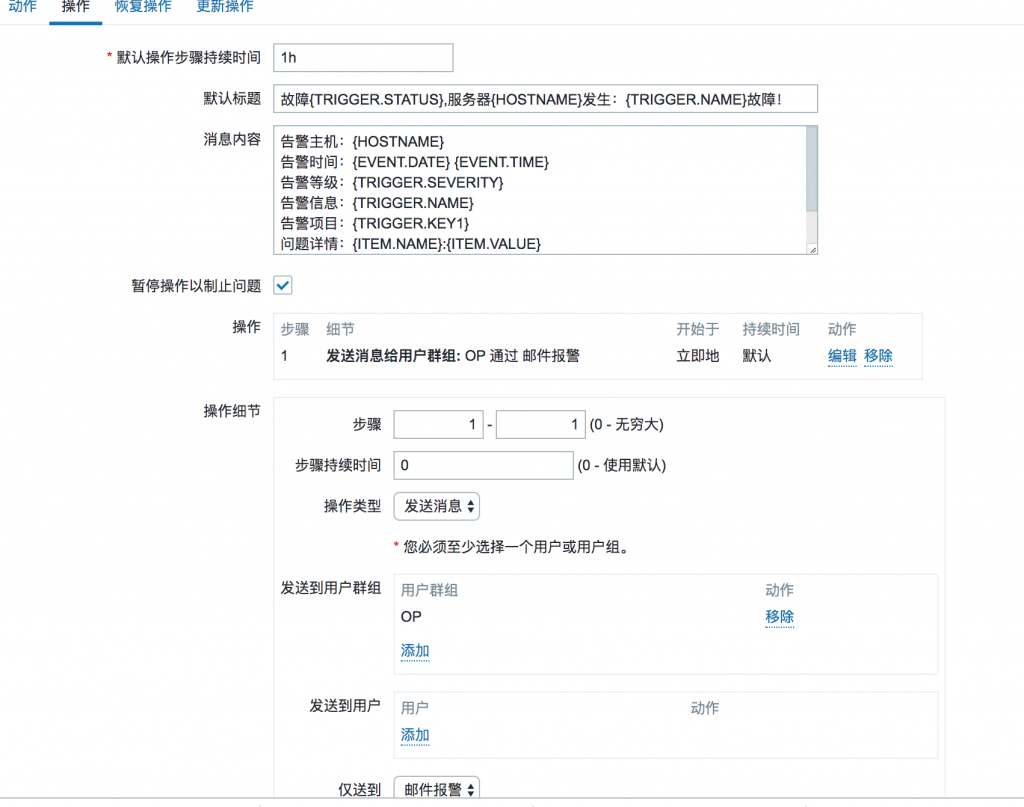 动作 操作 恢复操作 更新操作
* 默认操作步骤持续时间 1h
默认标题 故障{TRIGGER.STATUS},服务器{HOSTNAME}发生：{TRIGGER.NAME}故障！
消息内容 告警主机：{HOSTNAME}
告警时间：{EVENT.DATE} {EVENT.TIME}
告警等级：{TRIGGER.SEVERITY}
告警信息：{TRIGGER.NAME}
告警项目：{TRIGGER.KEY1}
问题详情：{ITEM.NAME}:{ITEM.VALUE}
暂停操作以制止问题
操作 步骤 细节 开始于 持续时间 动作
1 发送消息给用户群组: OP 通过 邮件报警 立即地 默认 编辑 移除
操作细节
步骤 1 - 1 (0 - 无穷大)
步骤持续时间 0 (0 - 使用默认)
操作类型 发送消息
* 您必须至少选择一个用户或用户组。
发送到用户群组 用户群组 动作
OP 移除
添加
发送到用户 用户 动作
添加
仅送到 邮件报警